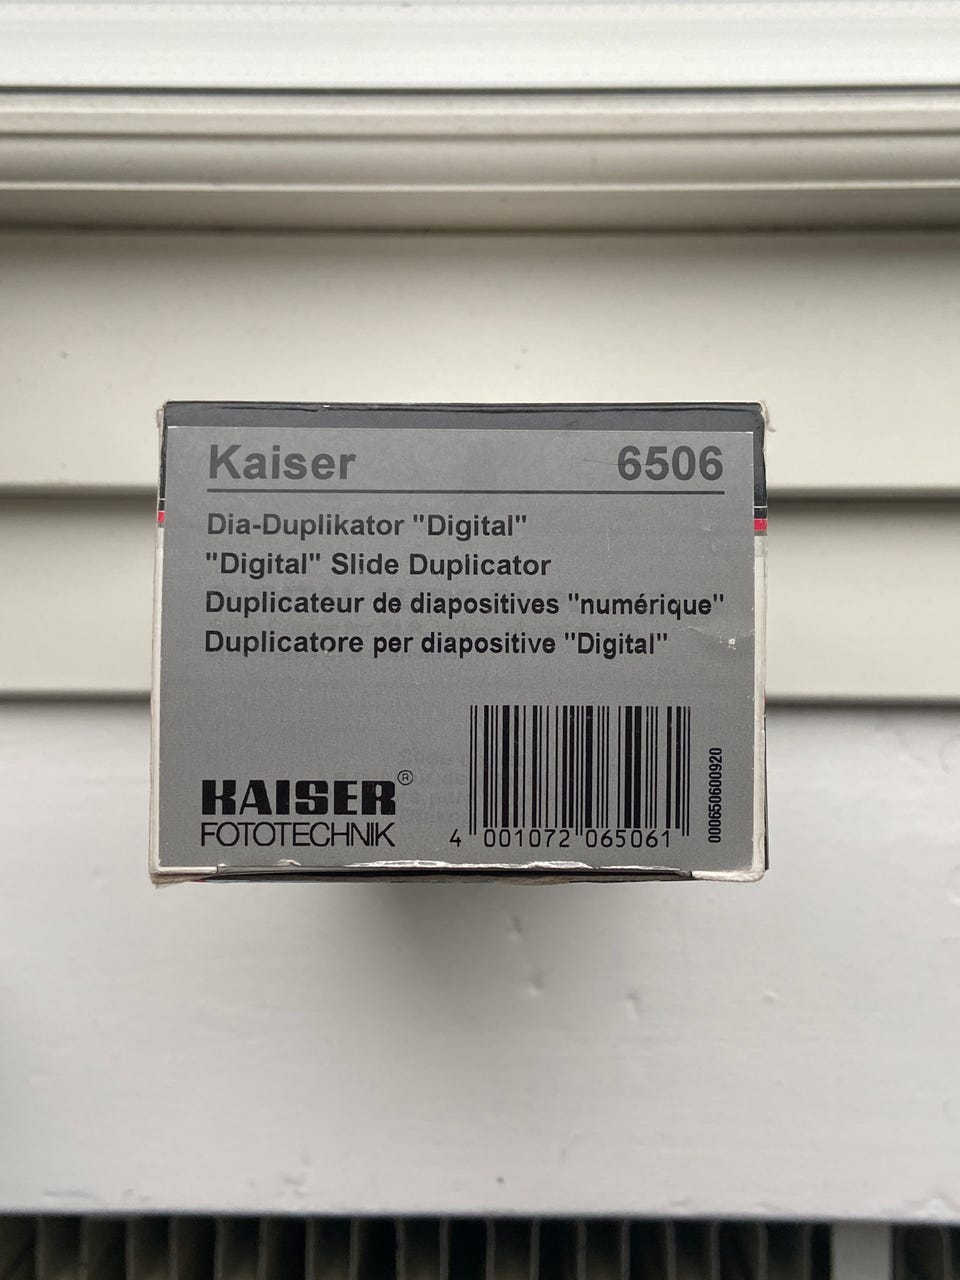 Kaiser 6506
Dia-Duplikator "Digital"
"Digital" Slide Duplicator
Duplicateur de diapositives "numérique"
Duplicatore per diapositive "Digital"
KAISER®
FOTOTECHNIK
4 001072 065061
000650600920